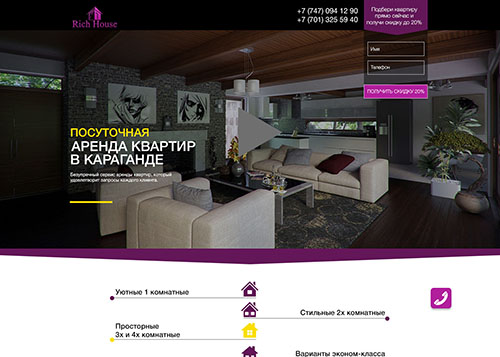 Rich House
+7 (747) 094 12 90
+7 (701) 325 59 40
Подбери квартиру
прямо сейчас и
получи скидку до 20%
Имя
Телефон
ПОЛУЧИТЬ СКИДКУ 20%
ПОСУТОЧНАЯ
АРЕНДА КВАРТИР
В КАРАГАНДЕ
Безупречный сервис аренды квартир, который
удовлетворит запросы каждого клиента.
Уютные 1 комнатные
Стильные 2х комнатные
Просторные
3х и 4х комнатные
Варианты эконом-класса